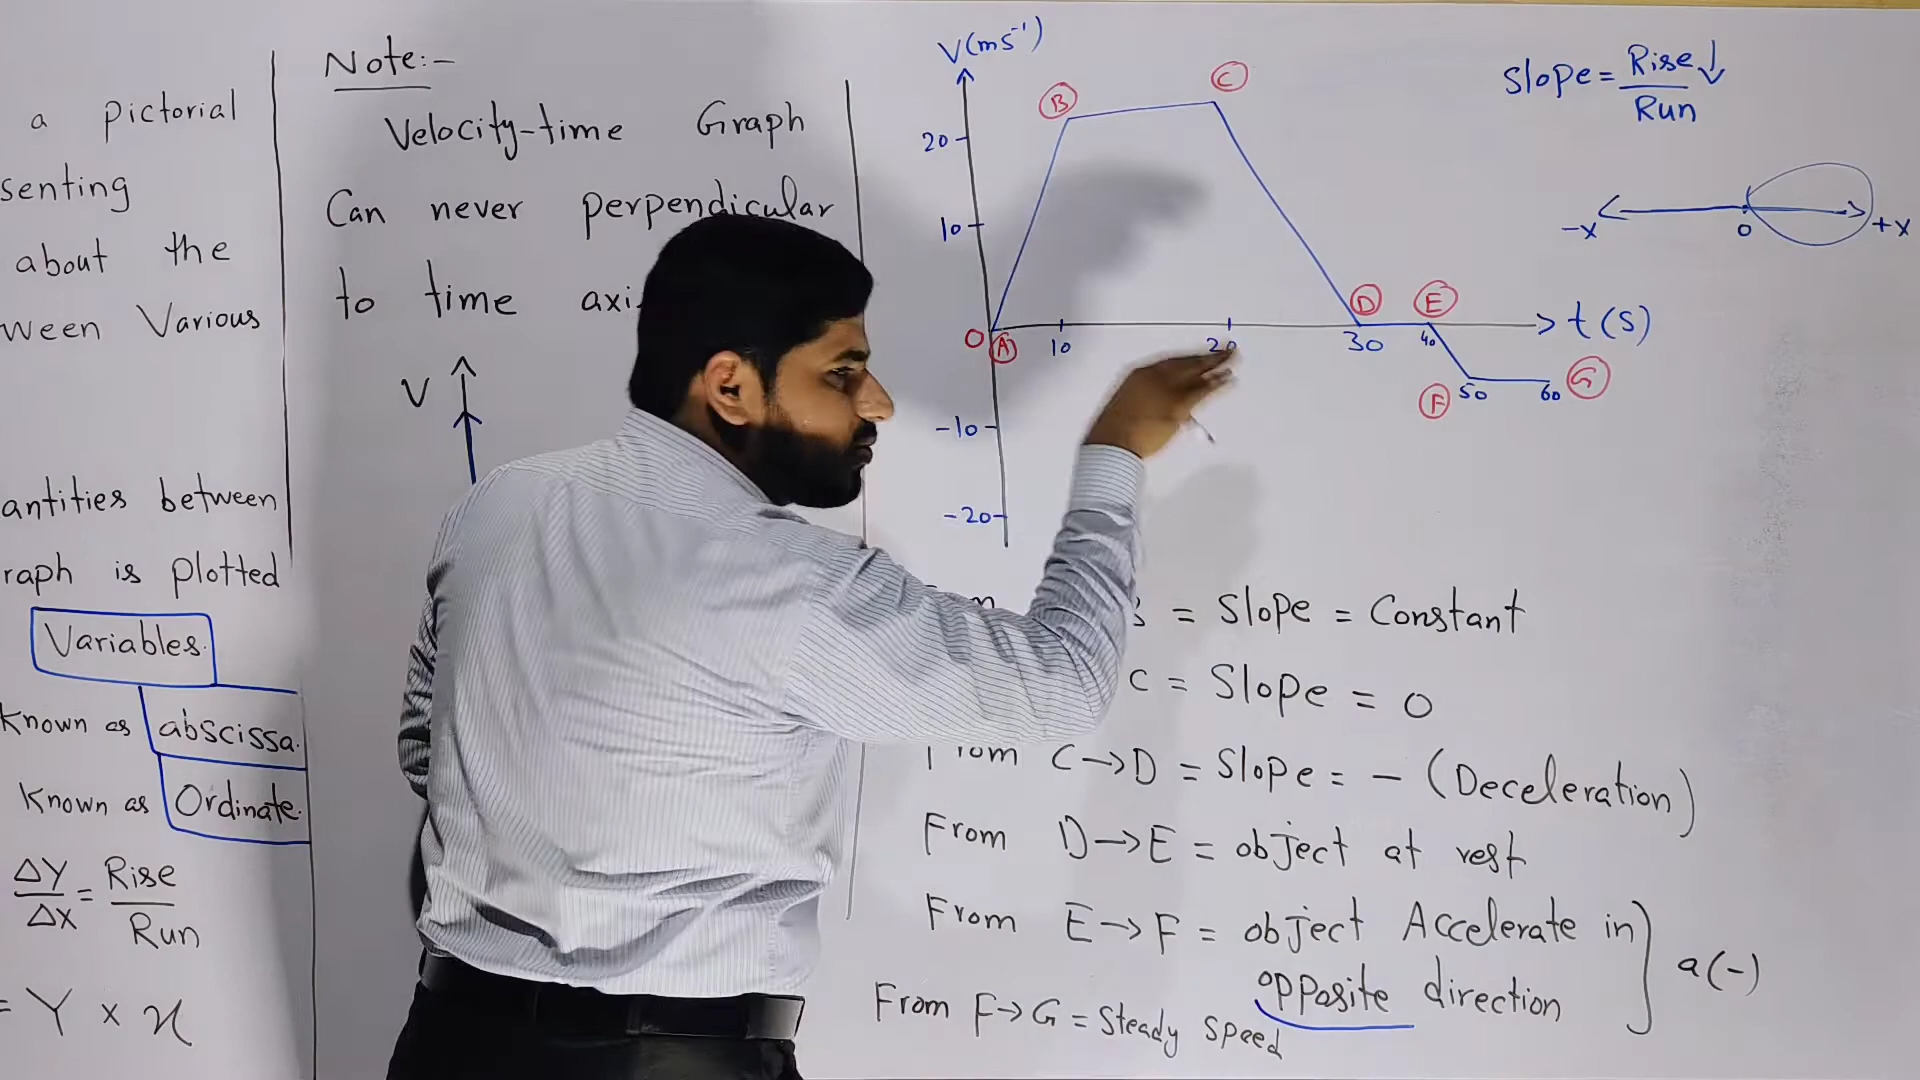 a pictorial
senting
about the
ween Various
antities between
raph is plotted
Variables.
known as abscissa.
known as Ordinate.
ΔY/ΔX = Rise/Run
= Y × x
Note:-
Velocity-time Graph
Can never perpendicular
to time axi
V
V(ms⁻¹)
20
10
O
-10
-20
A
B
C
D
E
F
G
10
20
30
40
50
60
t(s)
Slope = Rise↓/Run
-x
0
+x
= Slope = Constant
C = Slope = 0
From C→D = Slope = - (Deceleration)
From D→E = object at rest
From E→F = object Accelerate in
opposite direction
a(-)
From F→G = Steady speed